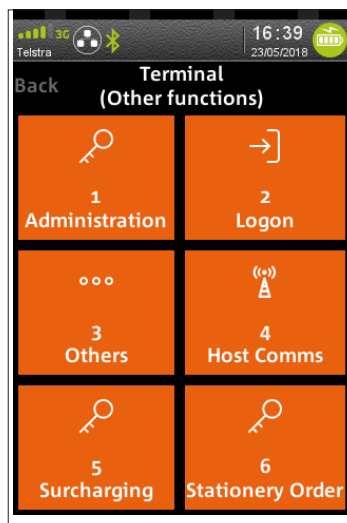 3G
16:39
Telstra
23/05/2018
Back
Terminal
(Other functions)
1
Administration
2
Logon
3
Others
4
Host Comms
5
Surcharging
6
Stationery Order